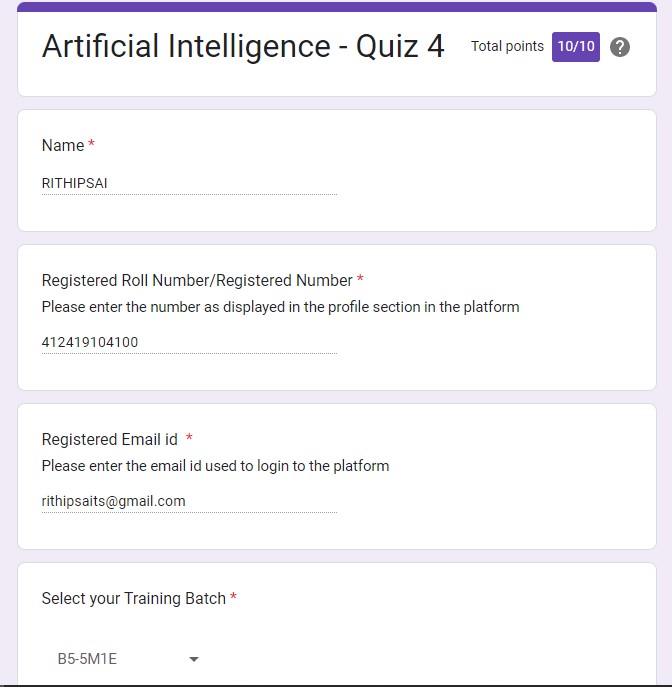 Artificial Intelligence - Quiz 4 Total points 10/10 ?
Name *
RITHIPSAI
Registered Roll Number/Registered Number *
Please enter the number as displayed in the profile section in the platform
412419104100
Registered Email id *
Please enter the email id used to login to the platform
rithipsaits@gmail.com
Select your Training Batch *
B5-5M1E